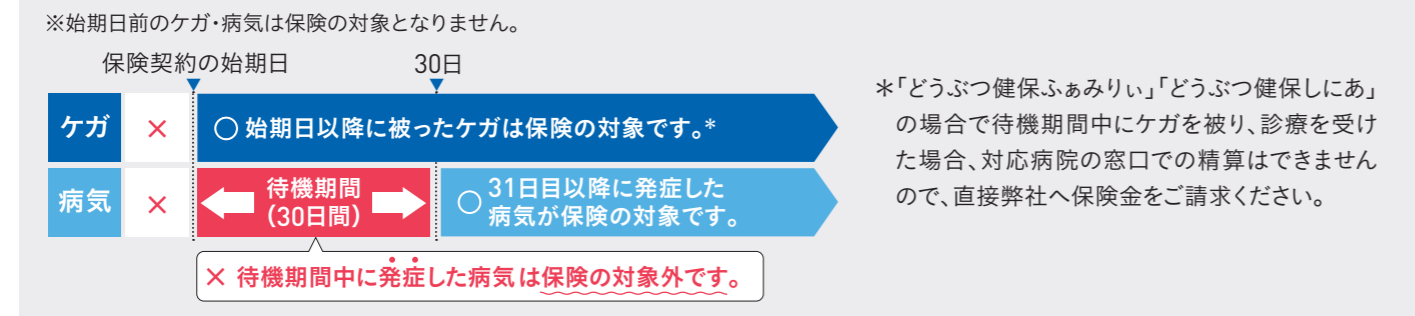 ※始期日前のケガ・病気は保険の対象となりません。
保険契約の始期日
30日
ケガ
×
○ 始期日以降に被ったケガは保険の対象です。*
病気
×
待機期間
(30日間)
○ 31日目以降に発症した
病気が保険の対象です。
× 待機期間中に発症した病気は保険の対象外です。
*「どうぶつ健保ふぁみりぃ」「どうぶつ健保しにあ」
の場合で待機期間中にケガを被り、診療を受け
た場合、対応病院の窓口での精算はできません
ので、直接弊社へ保険金をご請求ください。